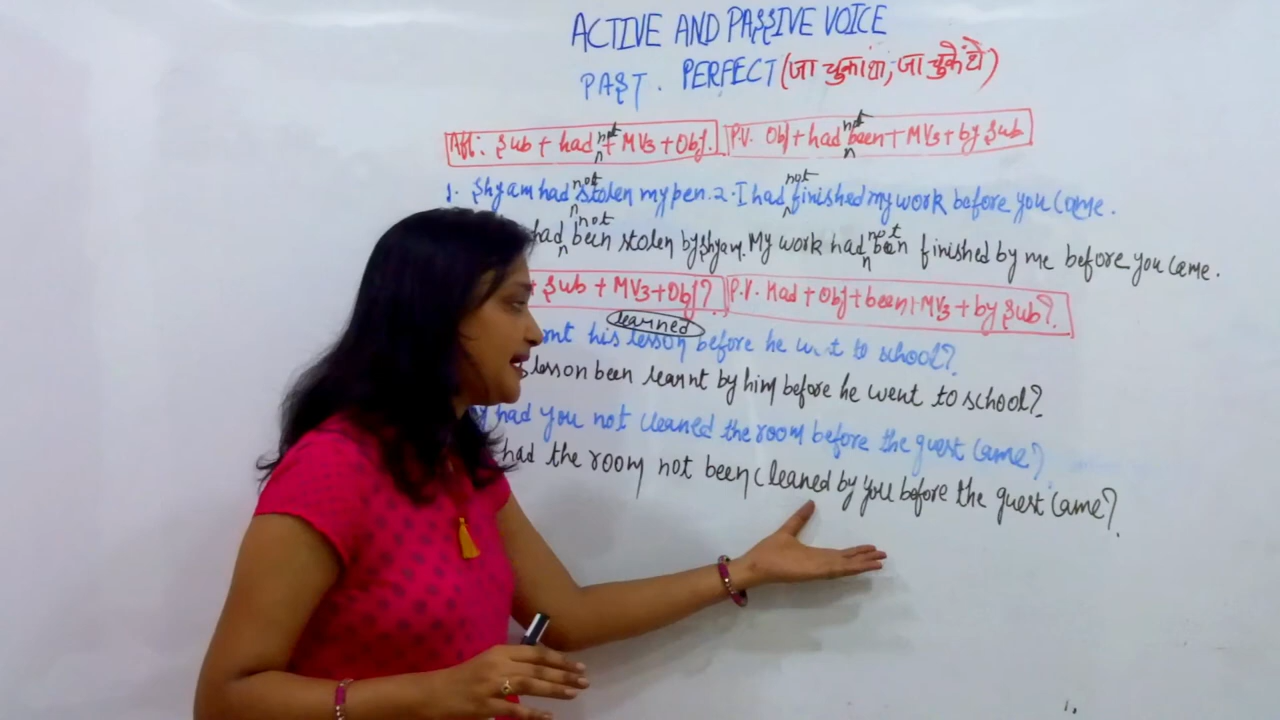 ACTIVE AND PASSIVE VOICE
PAST. PERFECT (जा चुका था, जा चुके थे)
Aff: Sub + had not + MV3 + Obj. P.V. Obj + had not been + MV3 + by Sub
1. Shyam had not stolen my pen. 2. I had not finished my work before you came.
had not been stolen by Shyam. My work had not been finished by me before you came.
+ Sub + MV3 + Obj? P.V. Had + Obj + been + MV3 + by Sub?
learned
his lesson before he went to school?
lesson been learnt by him before he went to school?
had you not cleaned the room before the guest came?
had the room not been cleaned by you before the guest came?